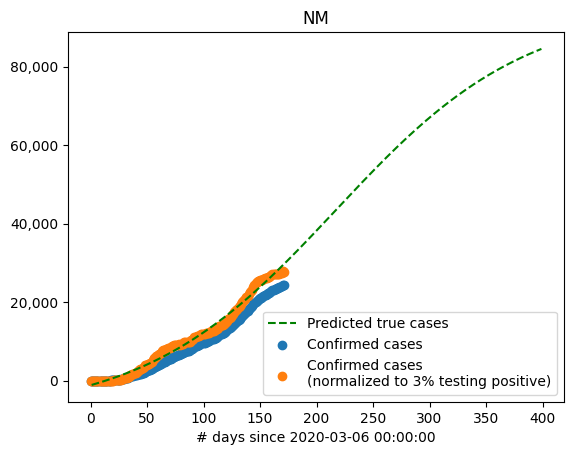 NM
80,000
60,000
40,000
20,000
0
Predicted true cases
Confirmed cases
Confirmed cases
(normalized to 3% testing positive)
0 50 100 150 200 250 300 350 400
# days since 2020-03-06 00:00:00